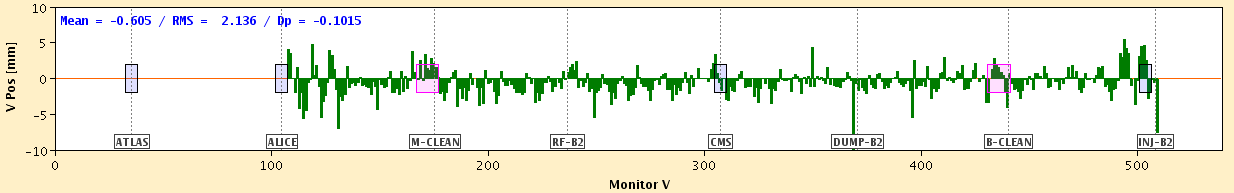 Mean = -0.605 / RMS =  2.136 / Dp = -0.1015
V Pos [mm]
10
5
0
-5
-10
ATLAS ALICE M-CLEAN RF-B2 CMS DUMP-B2 B-CLEAN INJ-B2
0 100 200 300 400 500
Monitor V